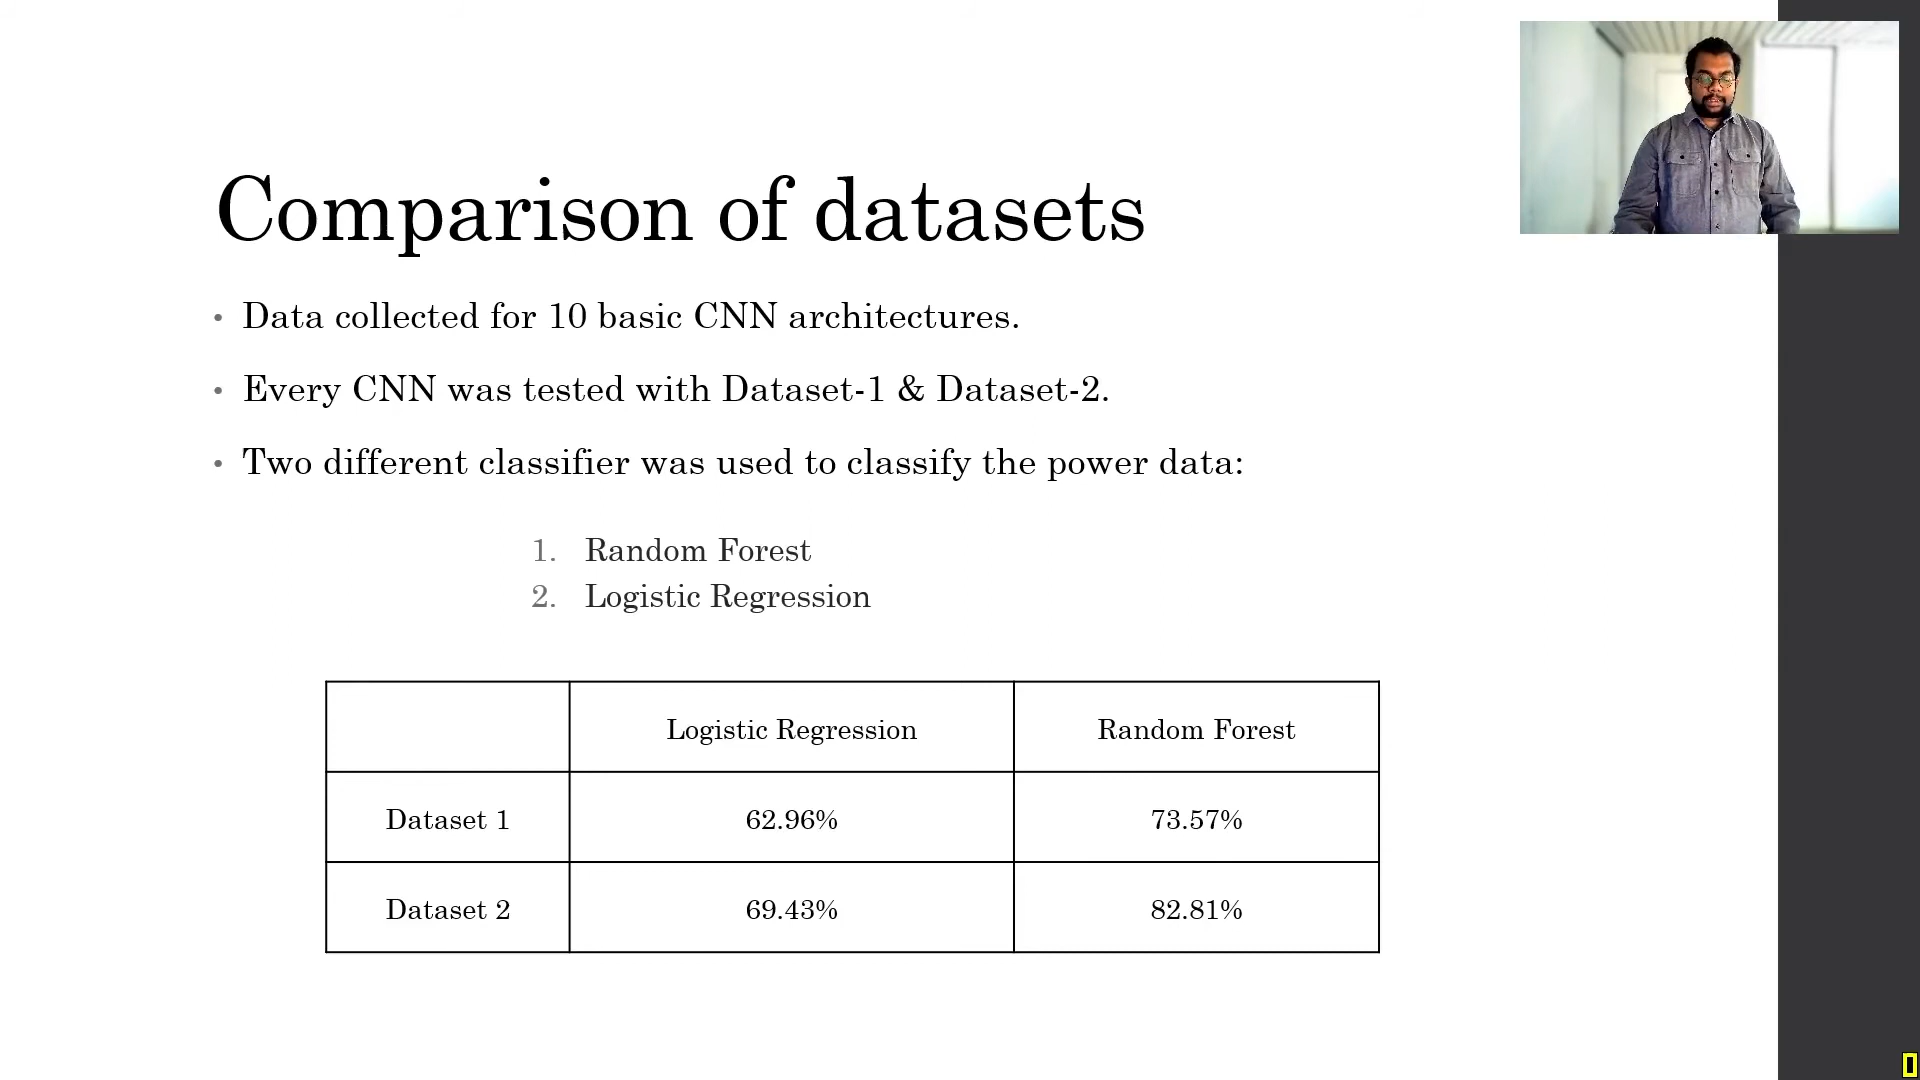 Comparison of datasets
• Data collected for 10 basic CNN architectures.
• Every CNN was tested with Dataset-1 & Dataset-2.
• Two different classifier was used to classify the power data:
1. Random Forest
2. Logistic Regression
Logistic Regression Random Forest
Dataset 1 62.96% 73.57%
Dataset 2 69.43% 82.81%